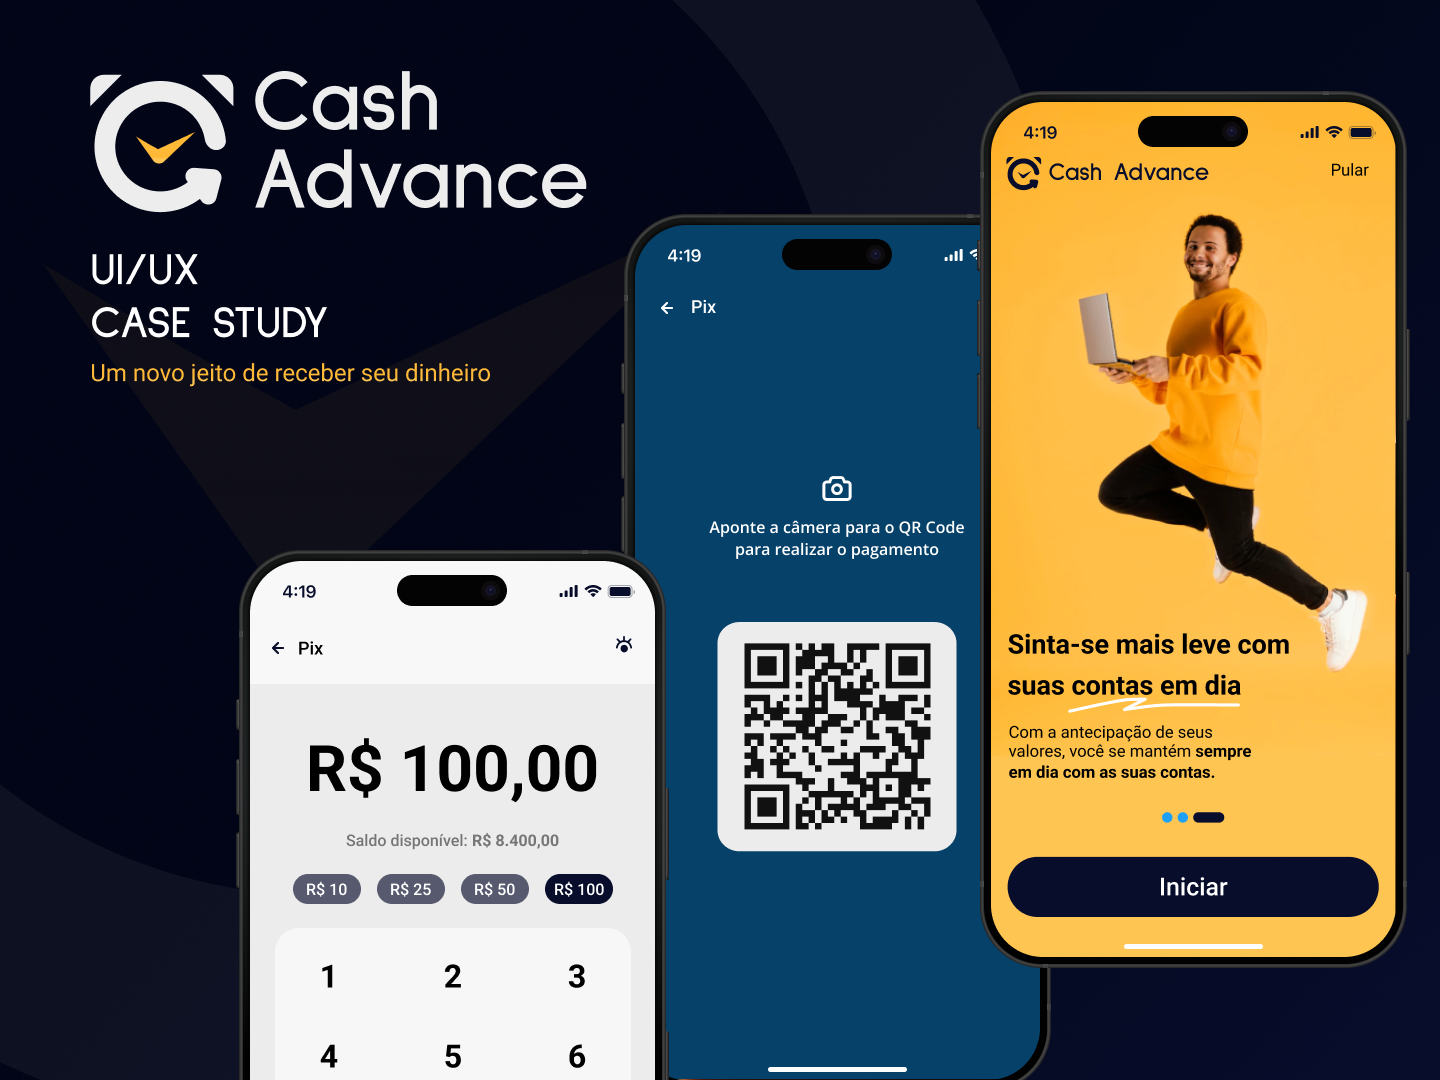 Cash
Advance
UI/UX
CASE STUDY
Um novo jeito de receber seu dinheiro
4:19
Pix
R$ 100,00
Saldo disponível: R$ 8.400,00
R$ 10
R$ 25
R$ 50
R$ 100
1 2 3
4 5 6
4:19
Pix
Aponte a câmera para o QR Code
para realizar o pagamento
4:19
Cash Advance
Pular
Sinta-se mais leve com
suas contas em dia
Com a antecipação de seus
valores, você se mantém sempre
em dia com as suas contas.
Iniciar